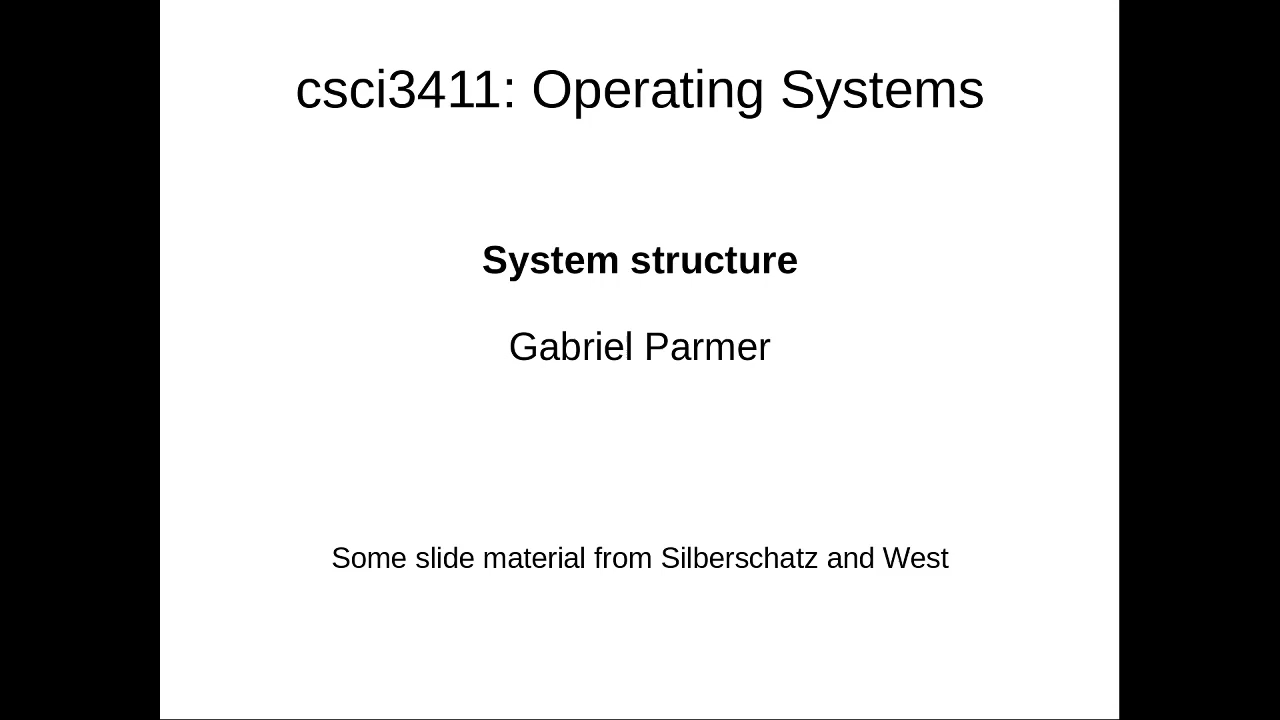 csci3411: Operating Systems
System structure
Gabriel Parmer
Some slide material from Silberschatz and West